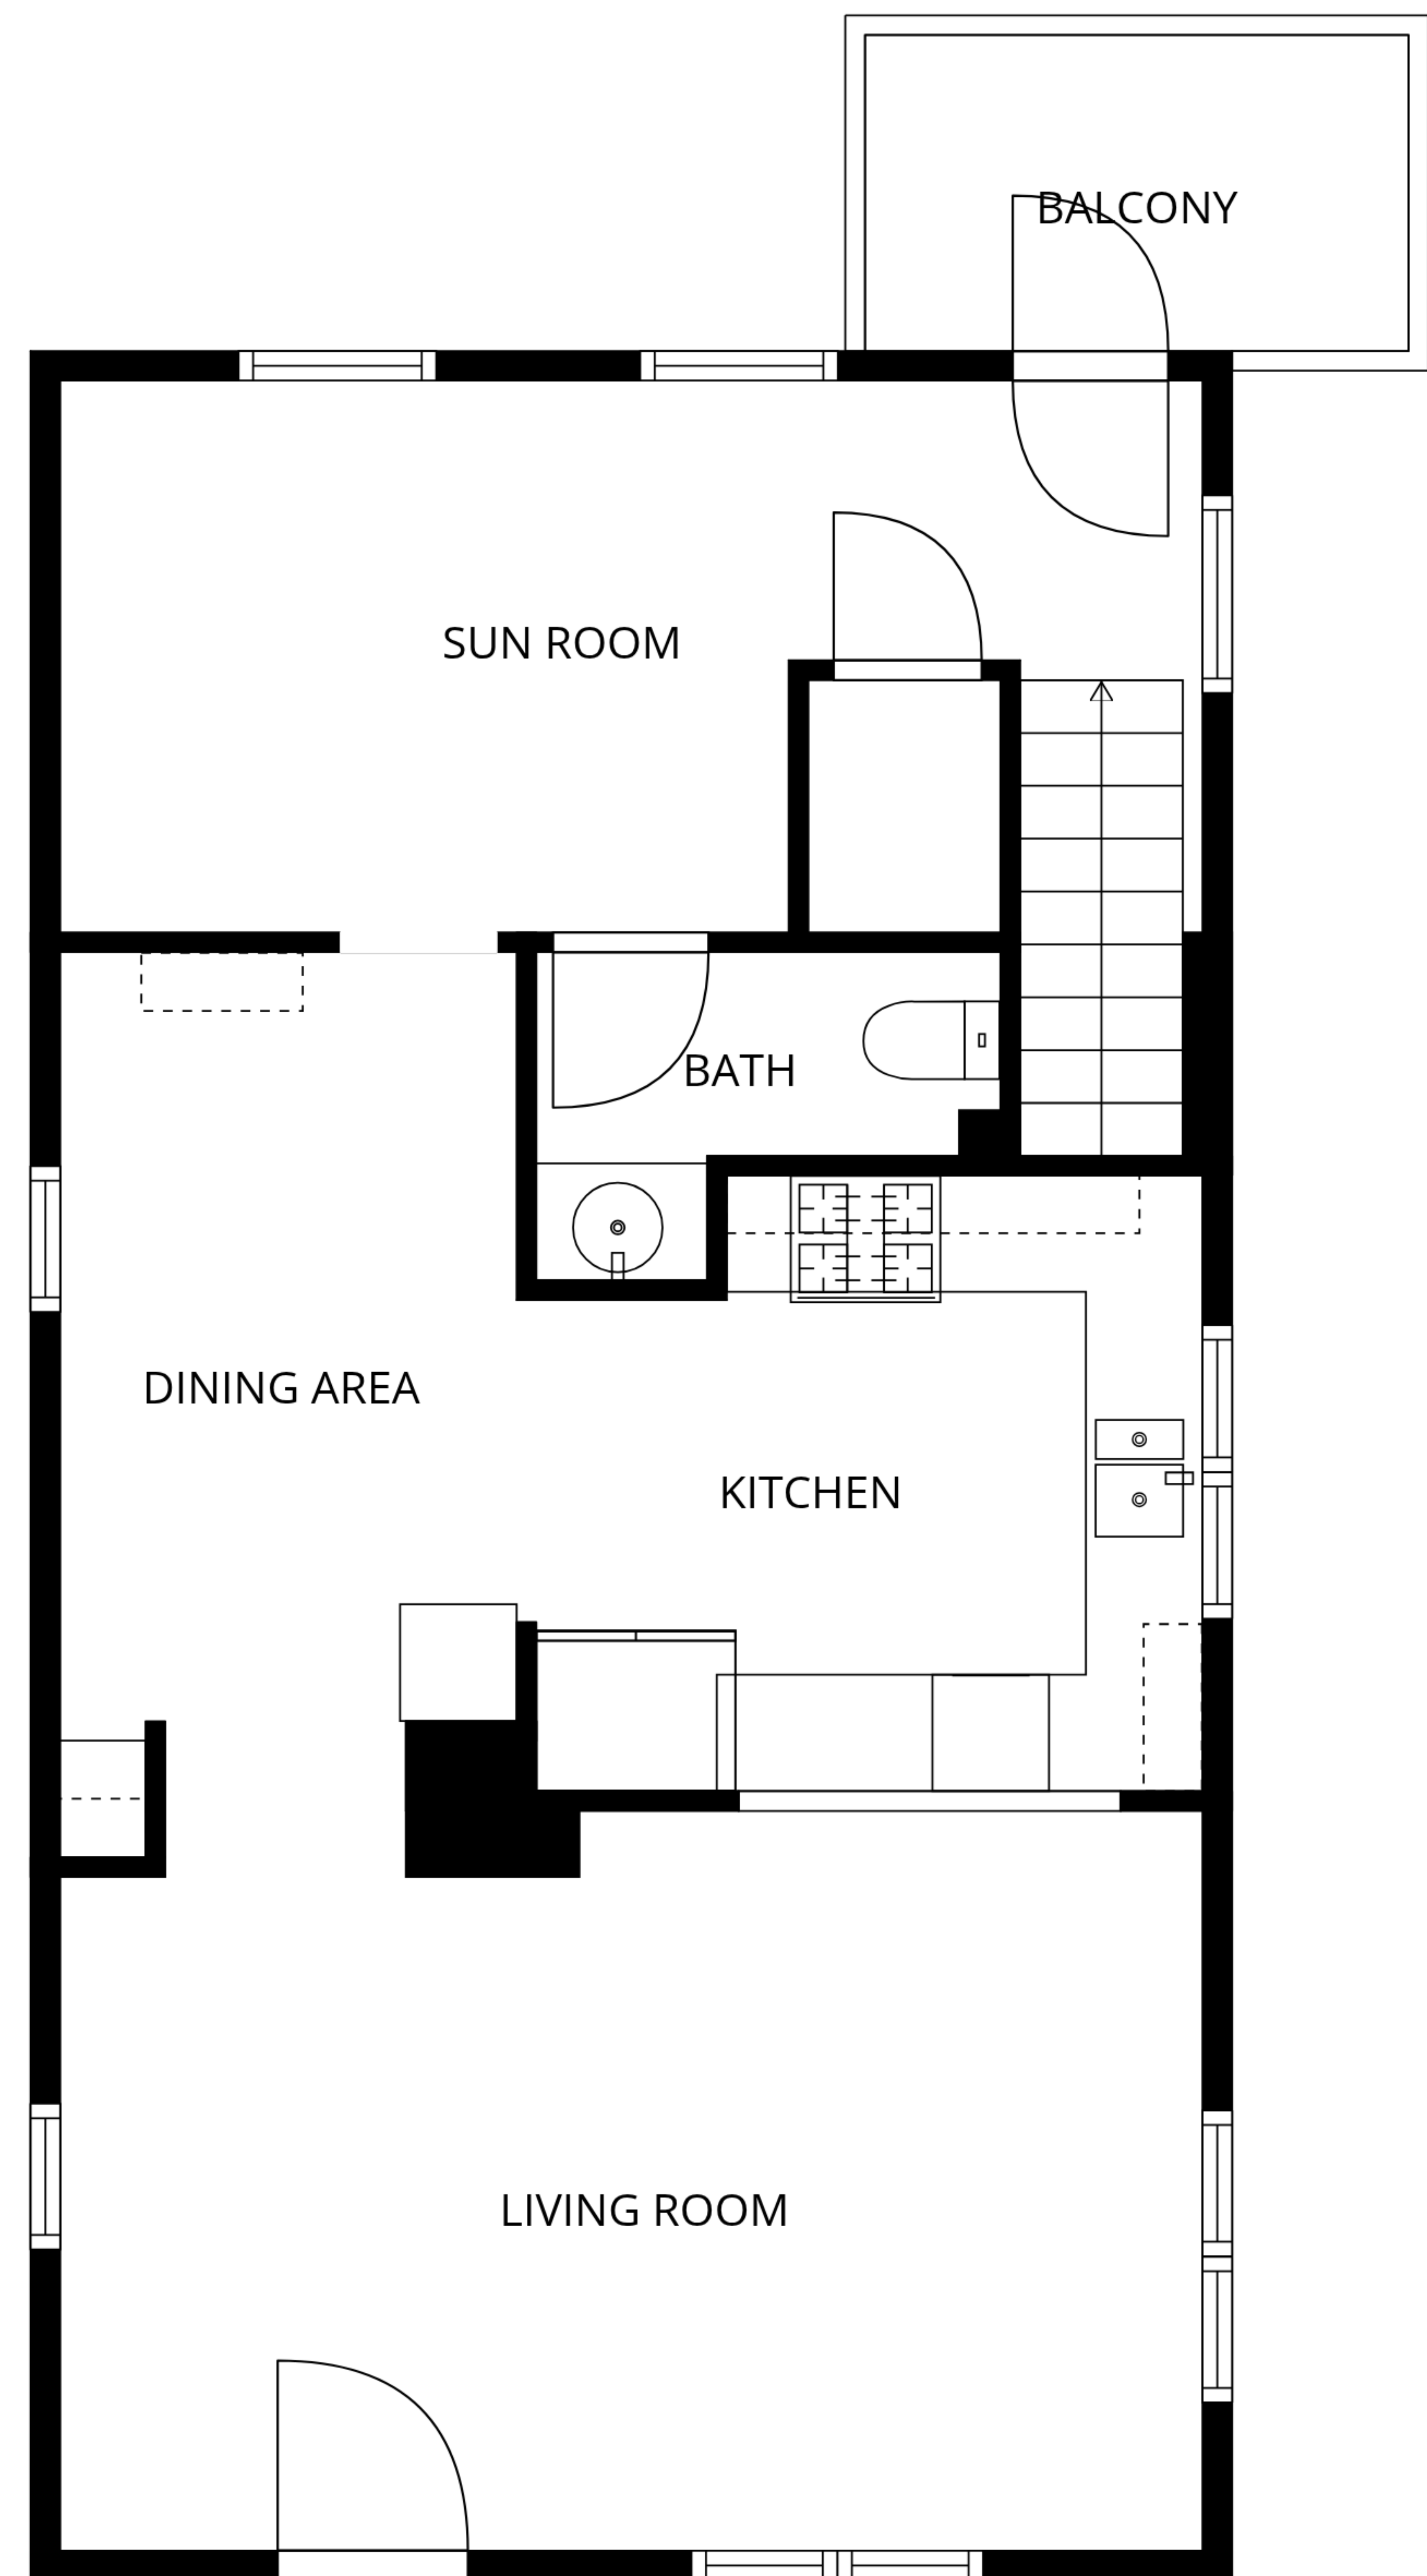 BALCONY
SUN ROOM
BATH
DINING AREA
KITCHEN
LIVING ROOM